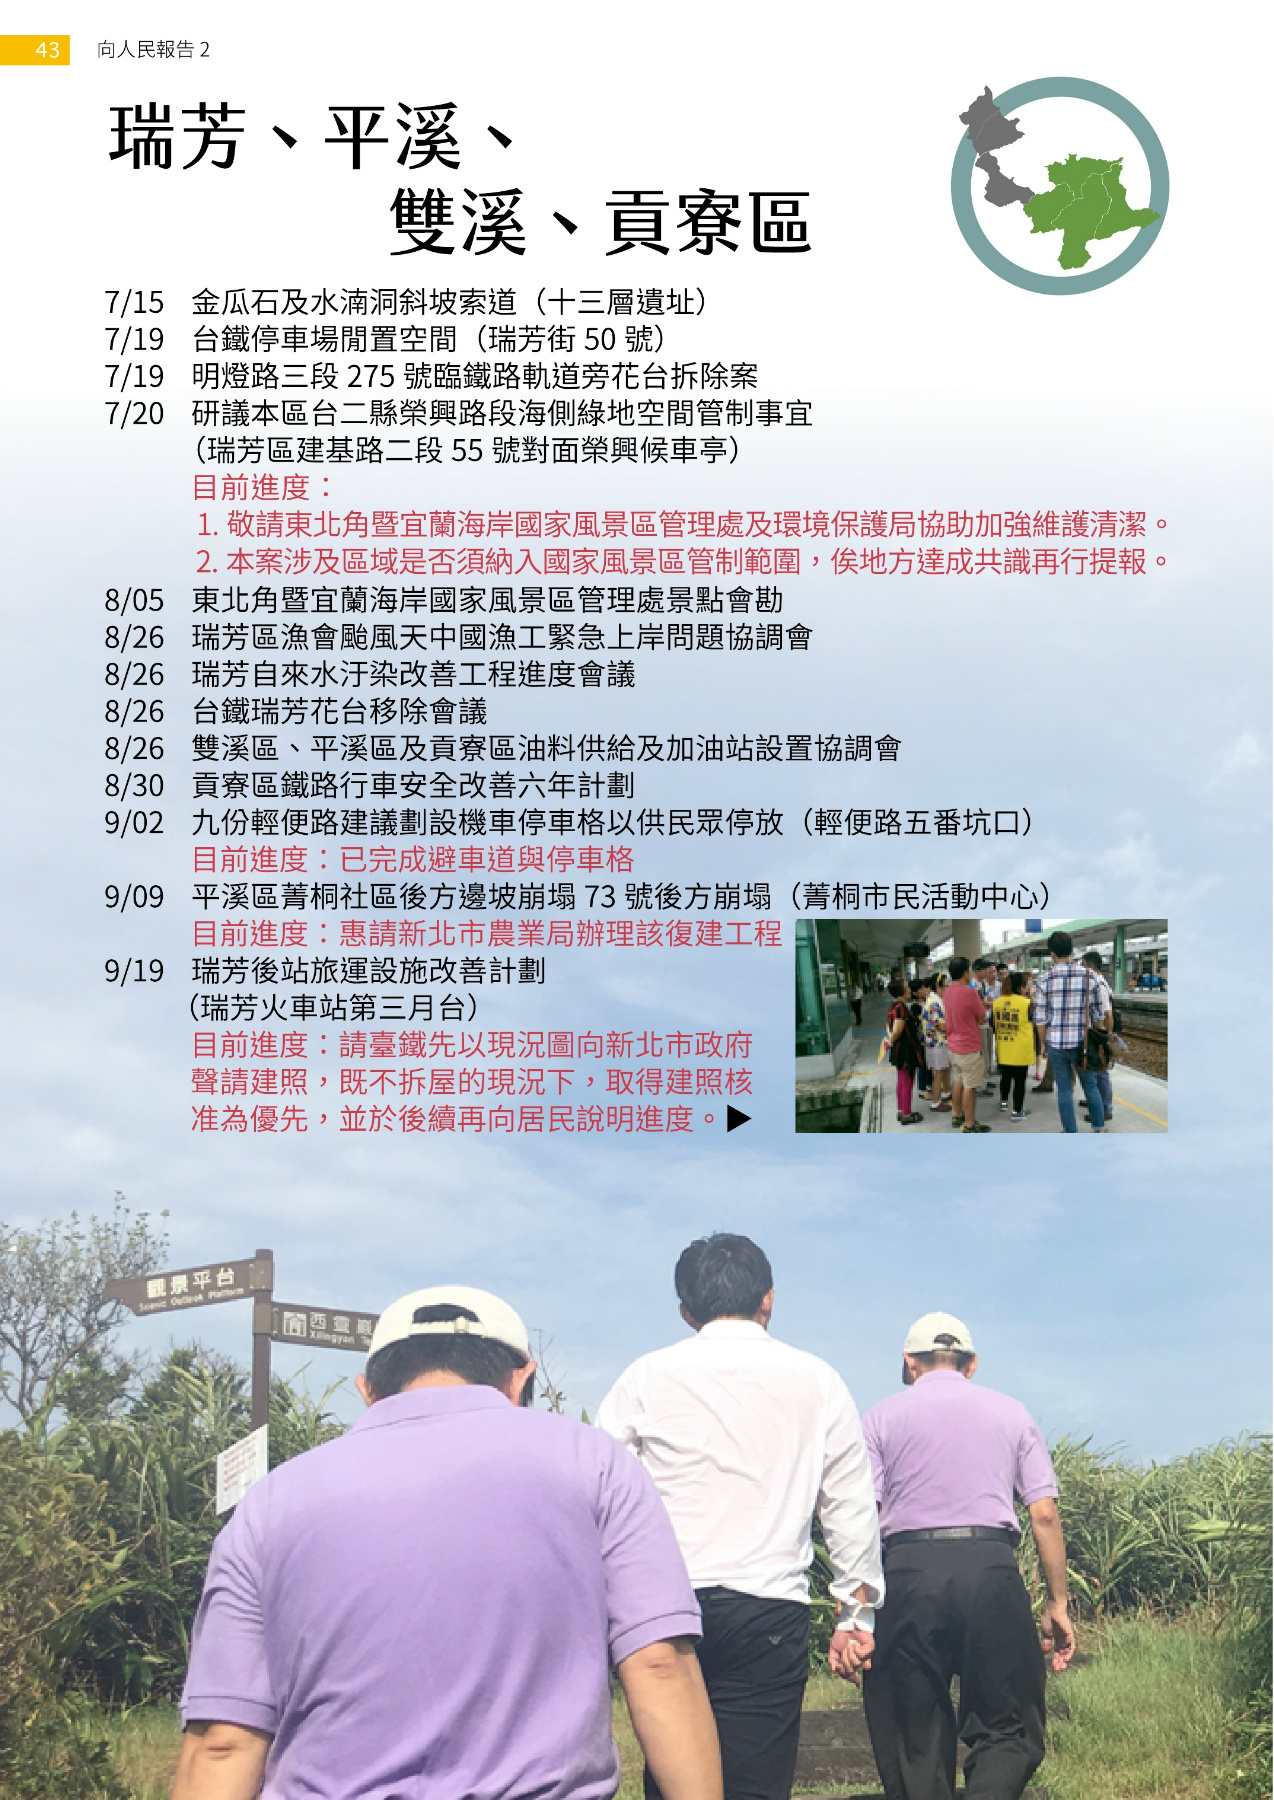 43 向人民報告 2
瑞芳、平溪、
雙溪、貢寮區
7/15 金瓜石及水湳洞斜坡索道（十三層遺址）
7/19 台鐵停車場閒置空間（瑞芳街 50 號）
7/19 明燈路三段 275 號臨鐵路軌道旁花台拆除案
7/20 研議本區台二縣榮興路段海側綠地空間管制事宜
（瑞芳區建基路二段 55 號對面榮興候車亭）
目前進度：
1. 敬請東北角暨宜蘭海岸國家風景區管理處及環境保護局協助加強維護清潔。
2. 本案涉及區域是否須納入國家風景區管制範圍，俟地方達成共識再行提報。
8/05 東北角暨宜蘭海岸國家風景區管理處景點會勘
8/26 瑞芳區漁會颱風天中國漁工緊急上岸問題協調會
8/26 瑞芳自來水汙染改善工程進度會議
8/26 台鐵瑞芳花台移除會議
8/26 雙溪區、平溪區及貢寮區油料供給及加油站設置協調會
8/30 貢寮區鐵路行車安全改善六年計劃
9/02 九份輕便路建議劃設機車停車格以供民眾停放（輕便路五番坑口）
目前進度：已完成避車道與停車格
9/09 平溪區菁桐社區後方邊坡崩塌 73 號後方崩塌（菁桐市民活動中心）
目前進度：惠請新北市農業局辦理該復建工程
9/19 瑞芳後站旅運設施改善計劃
（瑞芳火車站第三月台）
目前進度：請臺鐵先以現況圖向新北市政府
聲請建照，既不拆屋的現況下，取得建照核
准為優先，並於後續再向居民說明進度。▶
觀景平台
Scenic Outlook Platform
西靈巖
Xilingyan Te